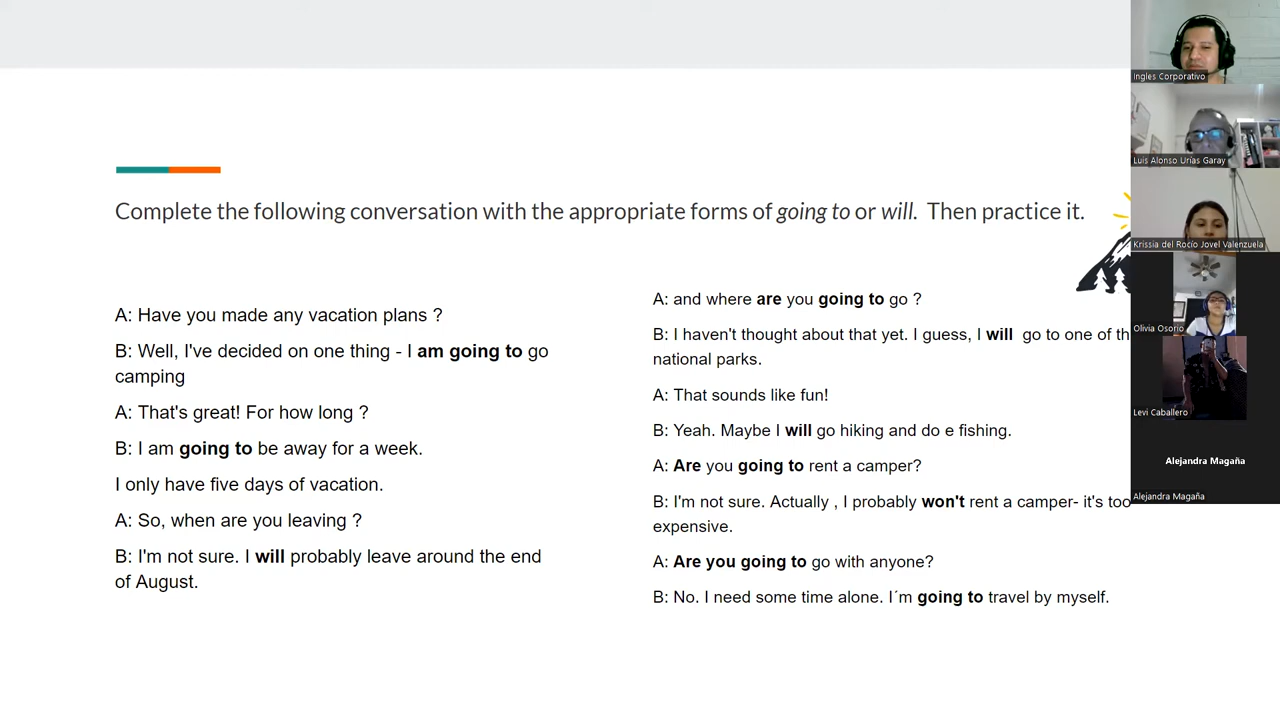 Complete the following conversation with the appropriate forms of going to or will. Then practice it.
A: Have you made any vacation plans ?
B: Well, I've decided on one thing - I am going to go
camping
A: That's great! For how long ?
B: I am going to be away for a week.
I only have five days of vacation.
A: So, when are you leaving ?
B: I'm not sure. I will probably leave around the end
of August.
A: and where are you going to go ?
B: I haven't thought about that yet. I guess, I will go to one of th
national parks.
A: That sounds like fun!
B: Yeah. Maybe I will go hiking and do e fishing.
A: Are you going to rent a camper?
B: I'm not sure. Actually , I probably won't rent a camper- it's too
expensive.
A: Are you going to go with anyone?
B: No. I need some time alone. I´m going to travel by myself.
Ingles Corporativo
Luis Alonso Urías Garay
Krissia del Rocío Jovel Valenzuela
Olivia Osorio
Levi Caballero
Alejandra Magaña
Alejandra Magaña